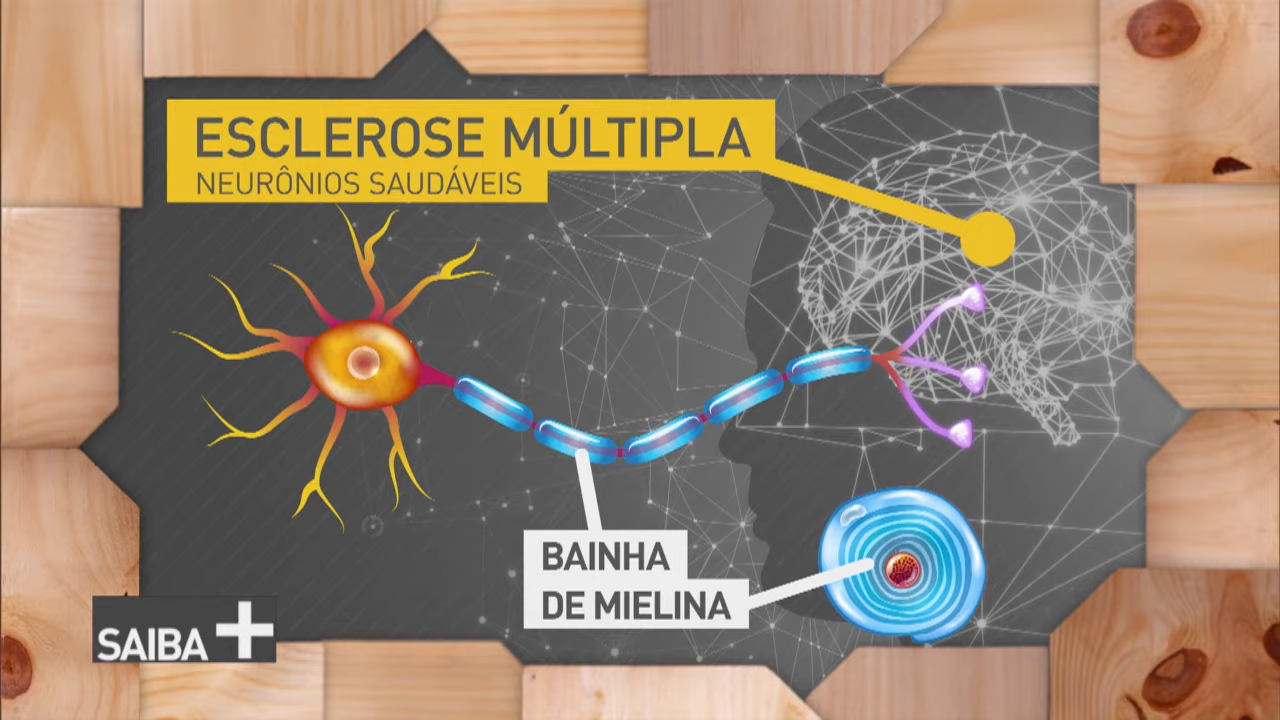 ESCLEROSE MÚLTIPLA
NEURÔNIOS SAUDÁVEIS
BAINHA
DE MIELINA
SAIBA +